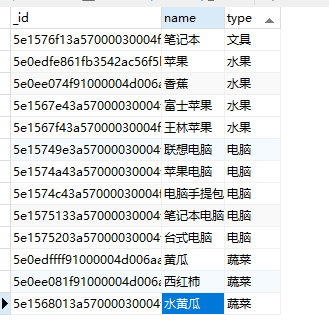 _id name type
5e1576f13a57000030004f 笔记本 文具
5e0edfe861fb3542ac56f5 苹果 水果
5e0ee074f91000004d006a 香蕉 水果
5e1567e43a57000030004f 富士苹果 水果
5e1567f43a57000030004f 王林苹果 水果
5e15749e3a57000030004 联想电脑 电脑
5e1574a43a57000030004 苹果电脑 电脑
5e1574c43a57000030004f 电脑手提包 电脑
5e1575133a57000030004 笔记本电脑 电脑
5e1575203a57000030004 台式电脑 电脑
5e0edffff91000004d006aa 黄瓜 蔬菜
5e0ee081f91000004d006a 西红柿 蔬菜
5e1568013a57000030004 水黄瓜 蔬菜